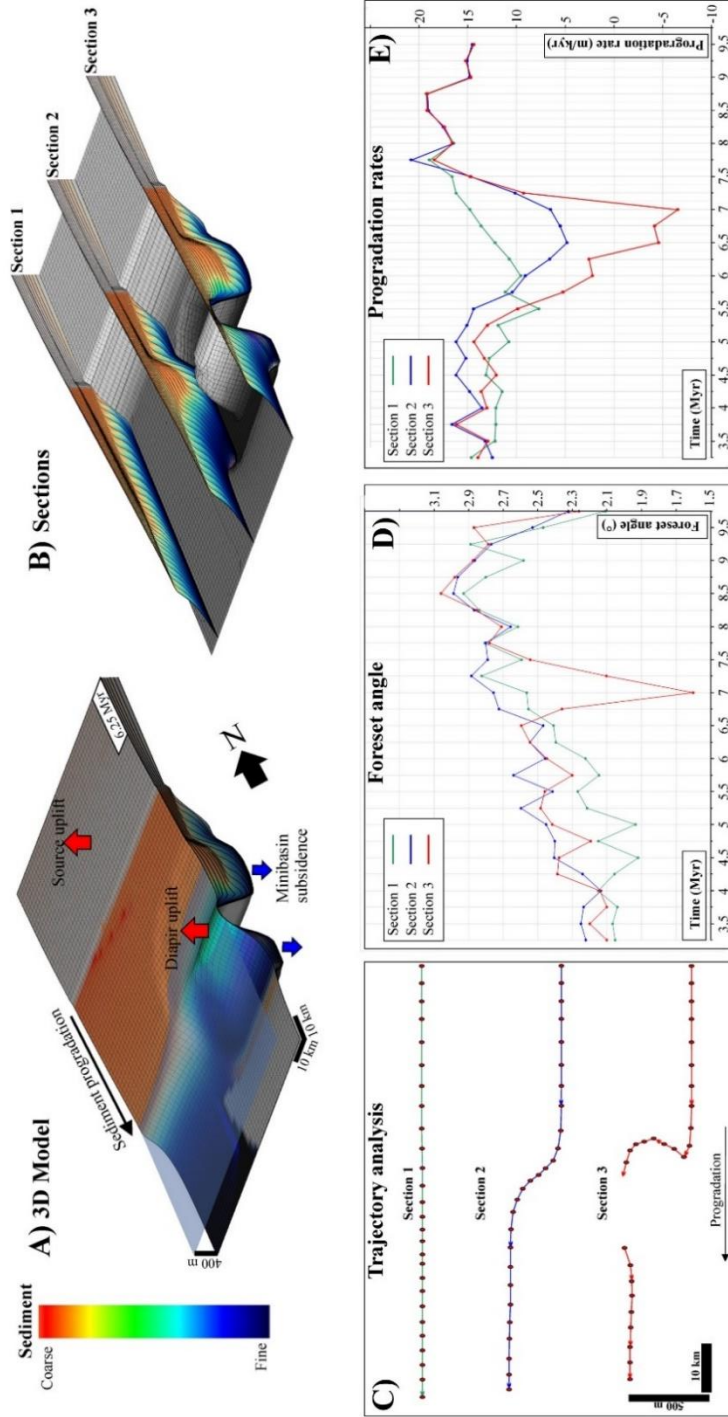 A) 3D Model
Sediment
Coarse
Fine
400 m
Sediment progradation
Source uplift
Diapir uplift
6.25 Myr
N
Minibasin
subsidence
10 km
10 km
B) Sections
Section 1
Section 2
Section 3
C)
Trajectory analysis
Section 1
Section 2
Section 3
500 m
10 km
Progradation
D)
Foreset angle
Section 1
Section 2
Section 3
Time (Myr)
Foreset angle (°)
3.1
2.9
2.7
2.5
2.3
2.1
1.9
1.7
1.5
3.5
4
4.5
5
5.5
6
6.5
7
7.5
8
8.5
9
9.5
E)
Progradation rates
Section 1
Section 2
Section 3
Time (Myr)
Progradation rate (m/kyr)
25
20
15
10
5
0
-5
-10
3.5
4
4.5
5
5.5
6
6.5
7
7.5
8
8.5
9
9.5